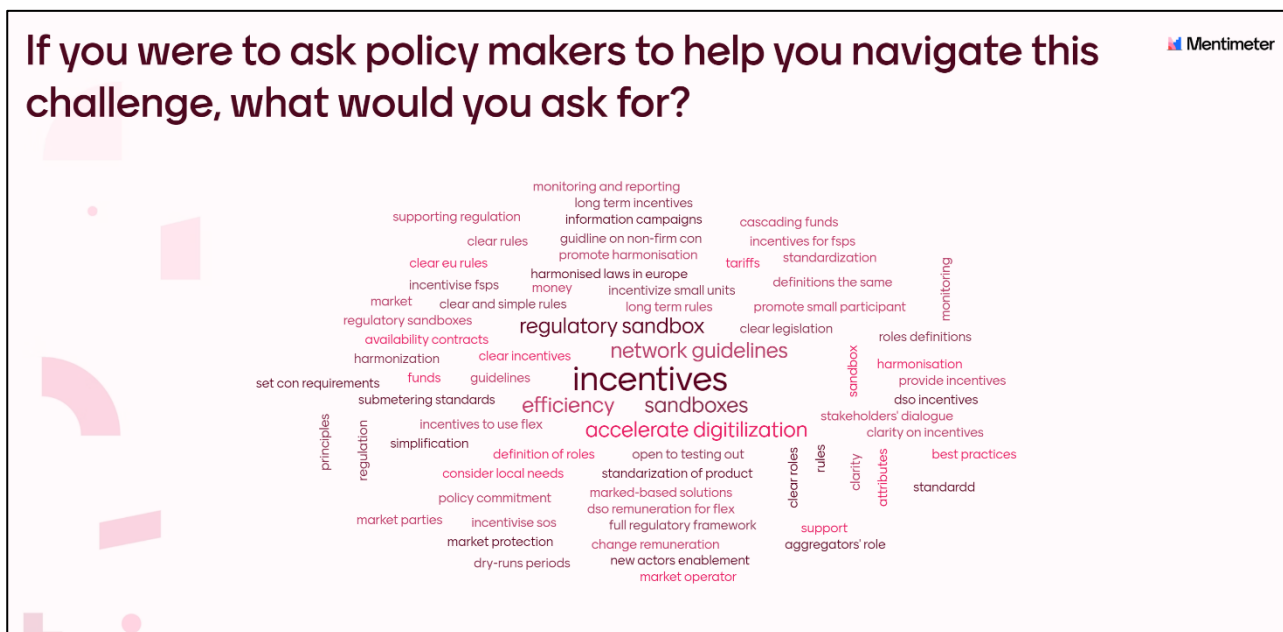 If you were to ask policy makers to help you navigate this
challenge, what would you ask for?
Mentimeter
monitoring and reporting
long term incentives
supporting regulation
information campaigns
cascading funds
clear rules
guidline on non-firm con
incentives for fsps
promote harmonisation
clear eu rules
tariffs
standardization
harmonised laws in europe
incentivise fsps
money
incentivize small units
definitions the same
monitoring
market
clear and simple rules
long term rules
promote small participant
regulatory sandboxes
regulatory sandbox
clear legislation
availability contracts
roles definitions
network guidelines
harmonization
clear incentives
sandbox
harmonisation
set con requirements
funds
guidelines
incentives
provide incentives
submetering standards
efficiency
sandboxes
dso incentives
stakeholders' dialogue
principles
regulation
incentives to use flex
accelerate digitilization
clarity on incentives
simplification
definition of roles
open to testing out
clear roles
rules
clarity
attributes
best practices
consider local needs
standarization of product
standardd
policy commitment
marked-based solutions
dso remuneration for flex
market parties
incentivise sos
full regulatory framework
support
market protection
change remuneration
aggregators' role
dry-runs periods
new actors enablement
market operator